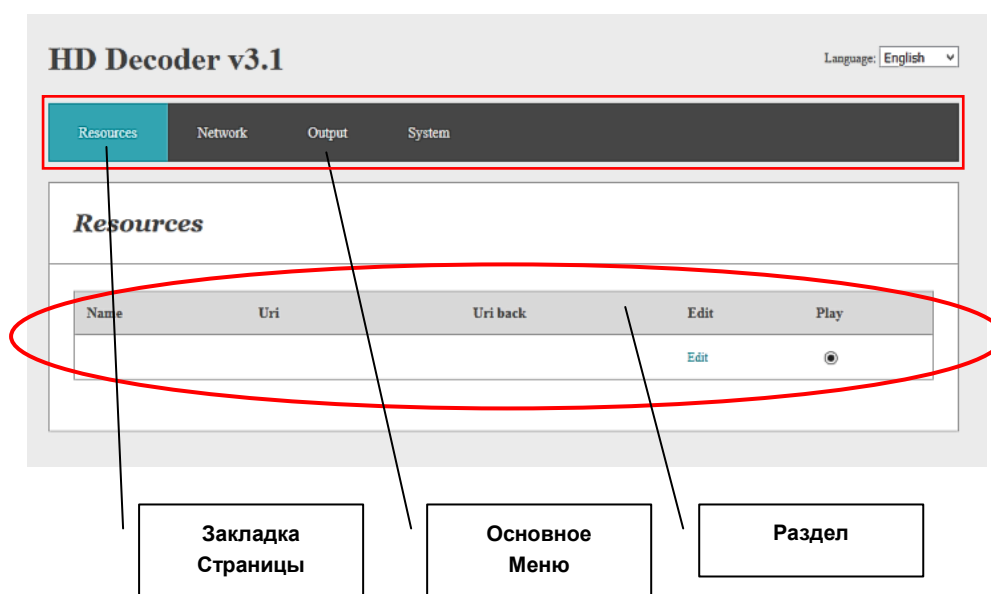 HD Decoder v3.1
Language: English
Resources Network Output System
Resources
Name Uri Uri back Edit Play
Edit
Закладка
Страницы
Основное
Меню
Раздел